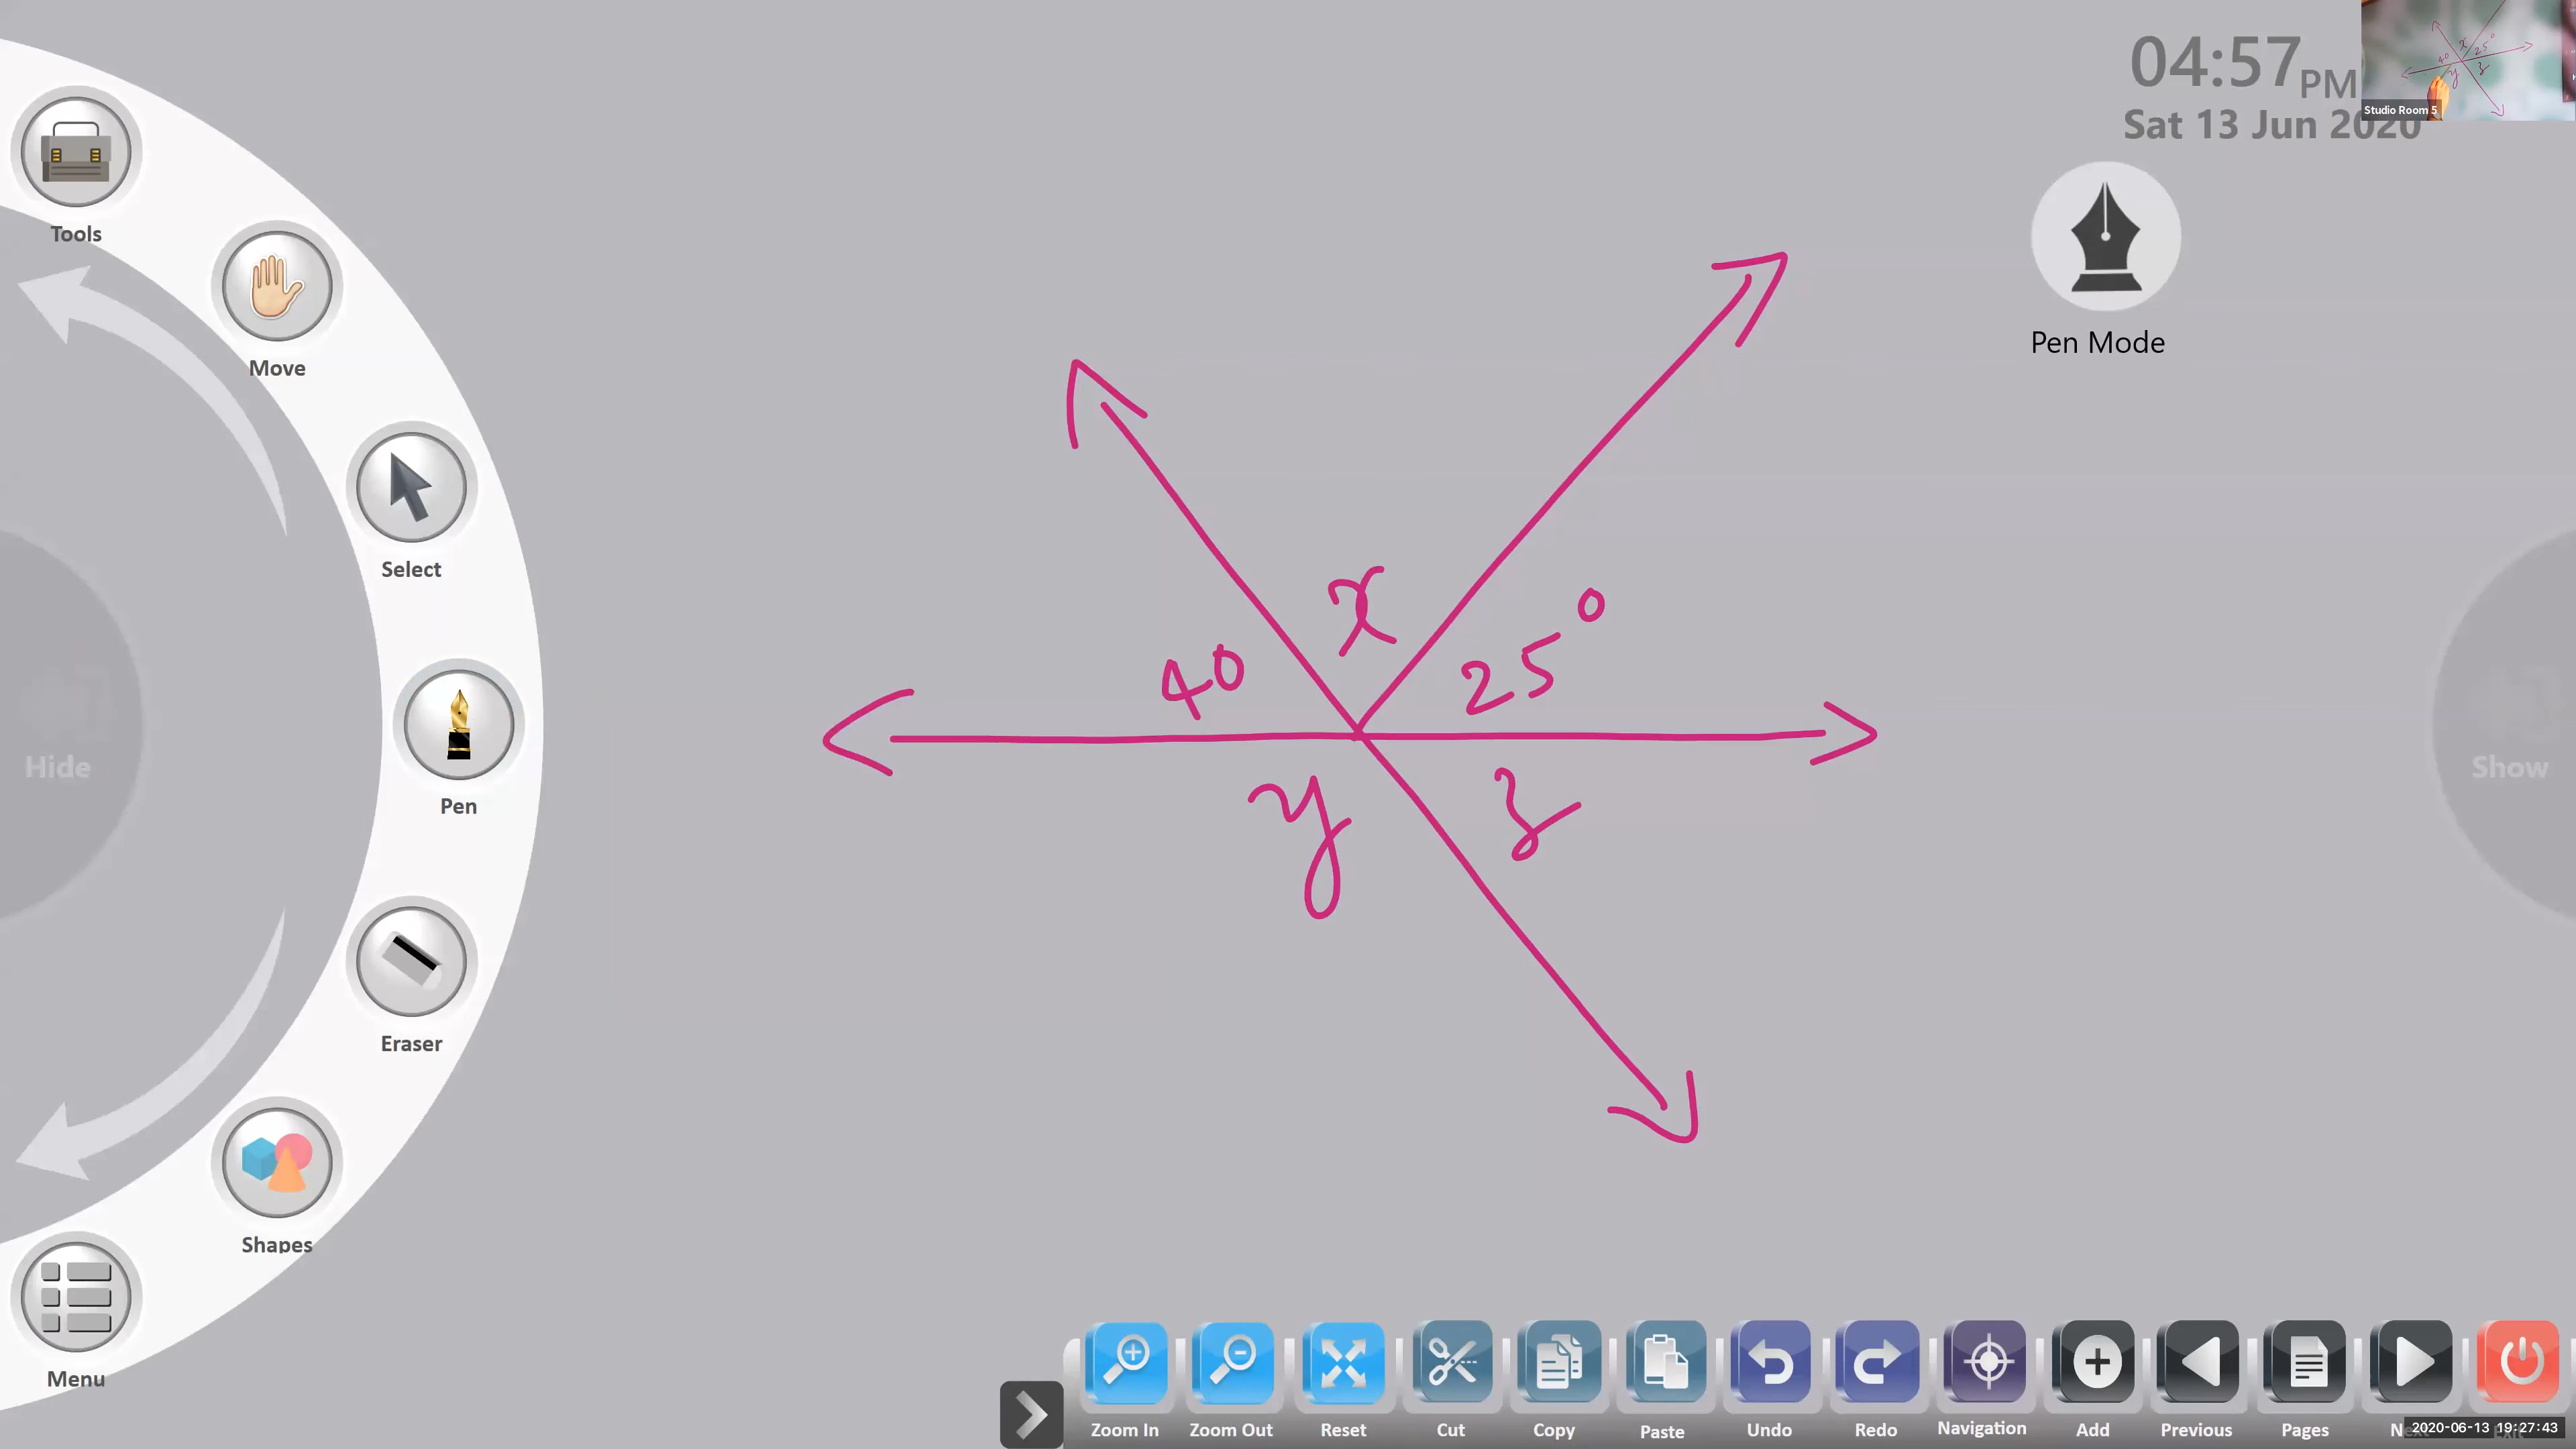 04:57 PM
Sat 13 Jun 2020
Studio Room 5
Tools
Move
Pen Mode
Select
x
25°
40
Hide
Show
y
z
Pen
Eraser
Shapes
Menu
Zoom In
Zoom Out
Reset
Cut
Copy
Paste
Undo
Redo
Navigation
Add
Previous
Pages
2020-06-13 19:27:43